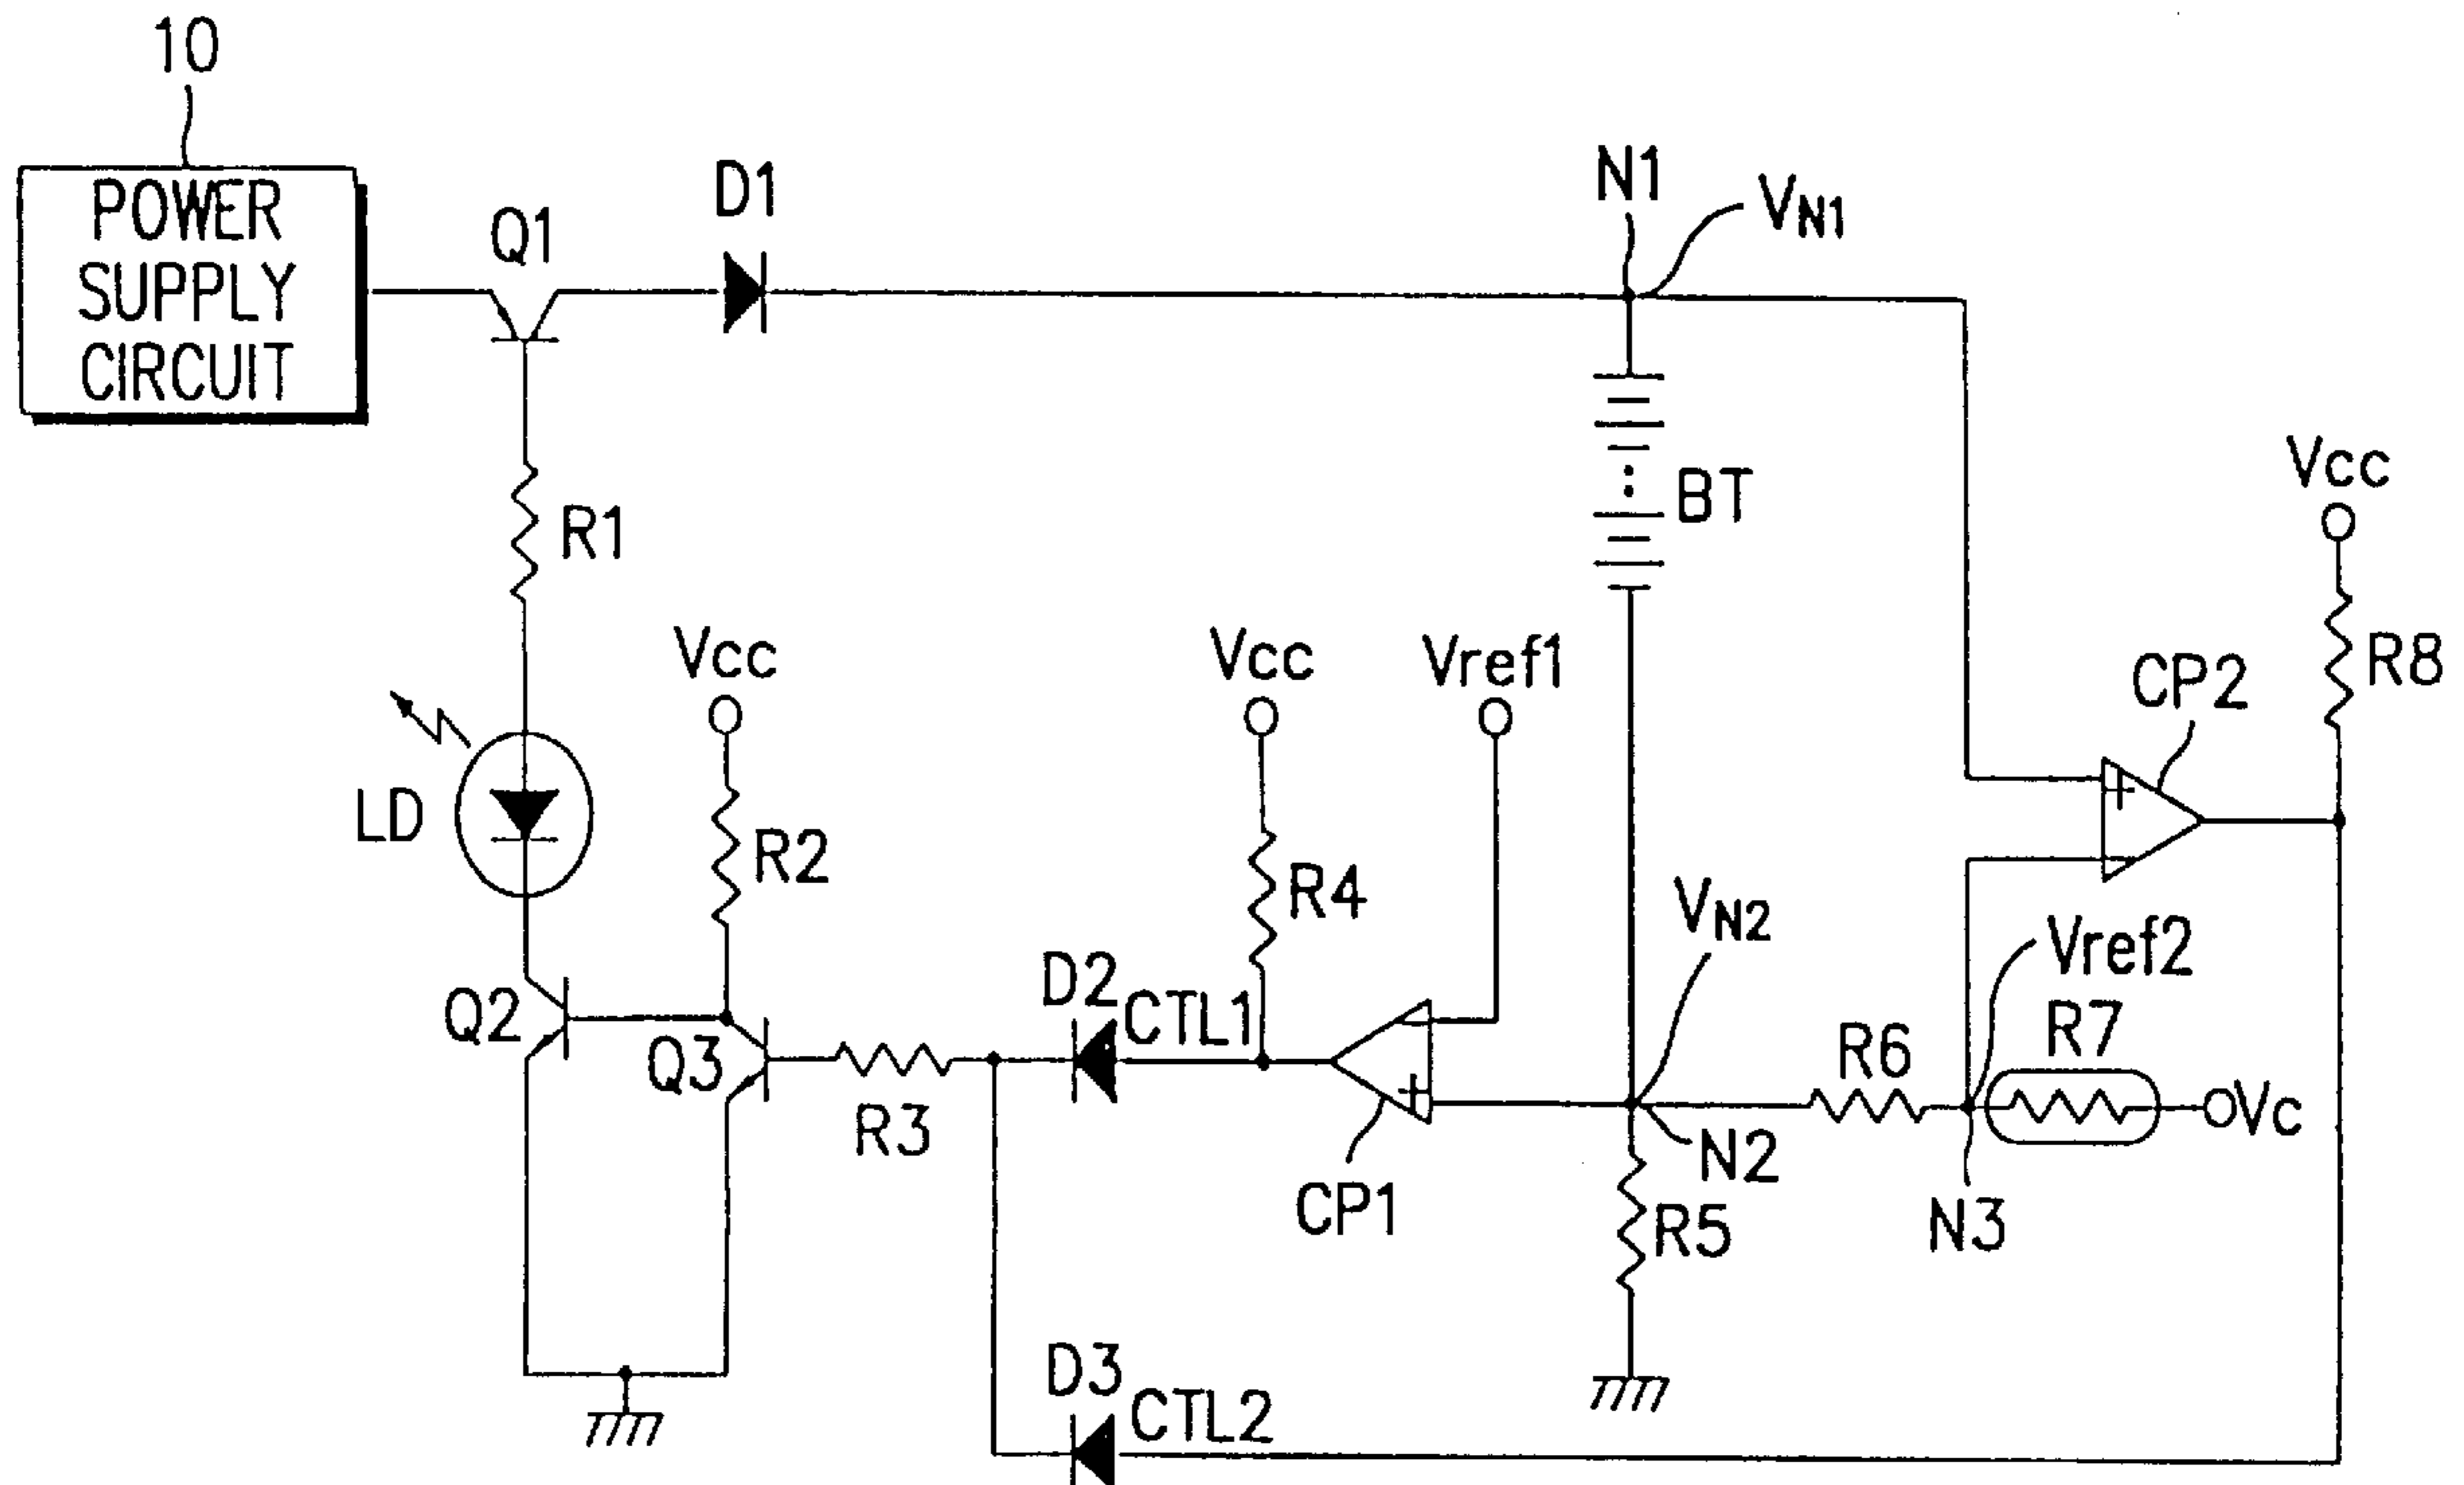 10
POWER
SUPPLY
CIRCUIT
Q1
D1
N1
VN1
R1
BT
Vcc
R8
CP2
Vcc
Vcc
Vref1
LD
R2
R4
VN2
Vref2
Q2
Q3
R3
D2
CTL1
CP1
N2
R6
R7
Vc
R5
N3
D3
CTL2
+
+